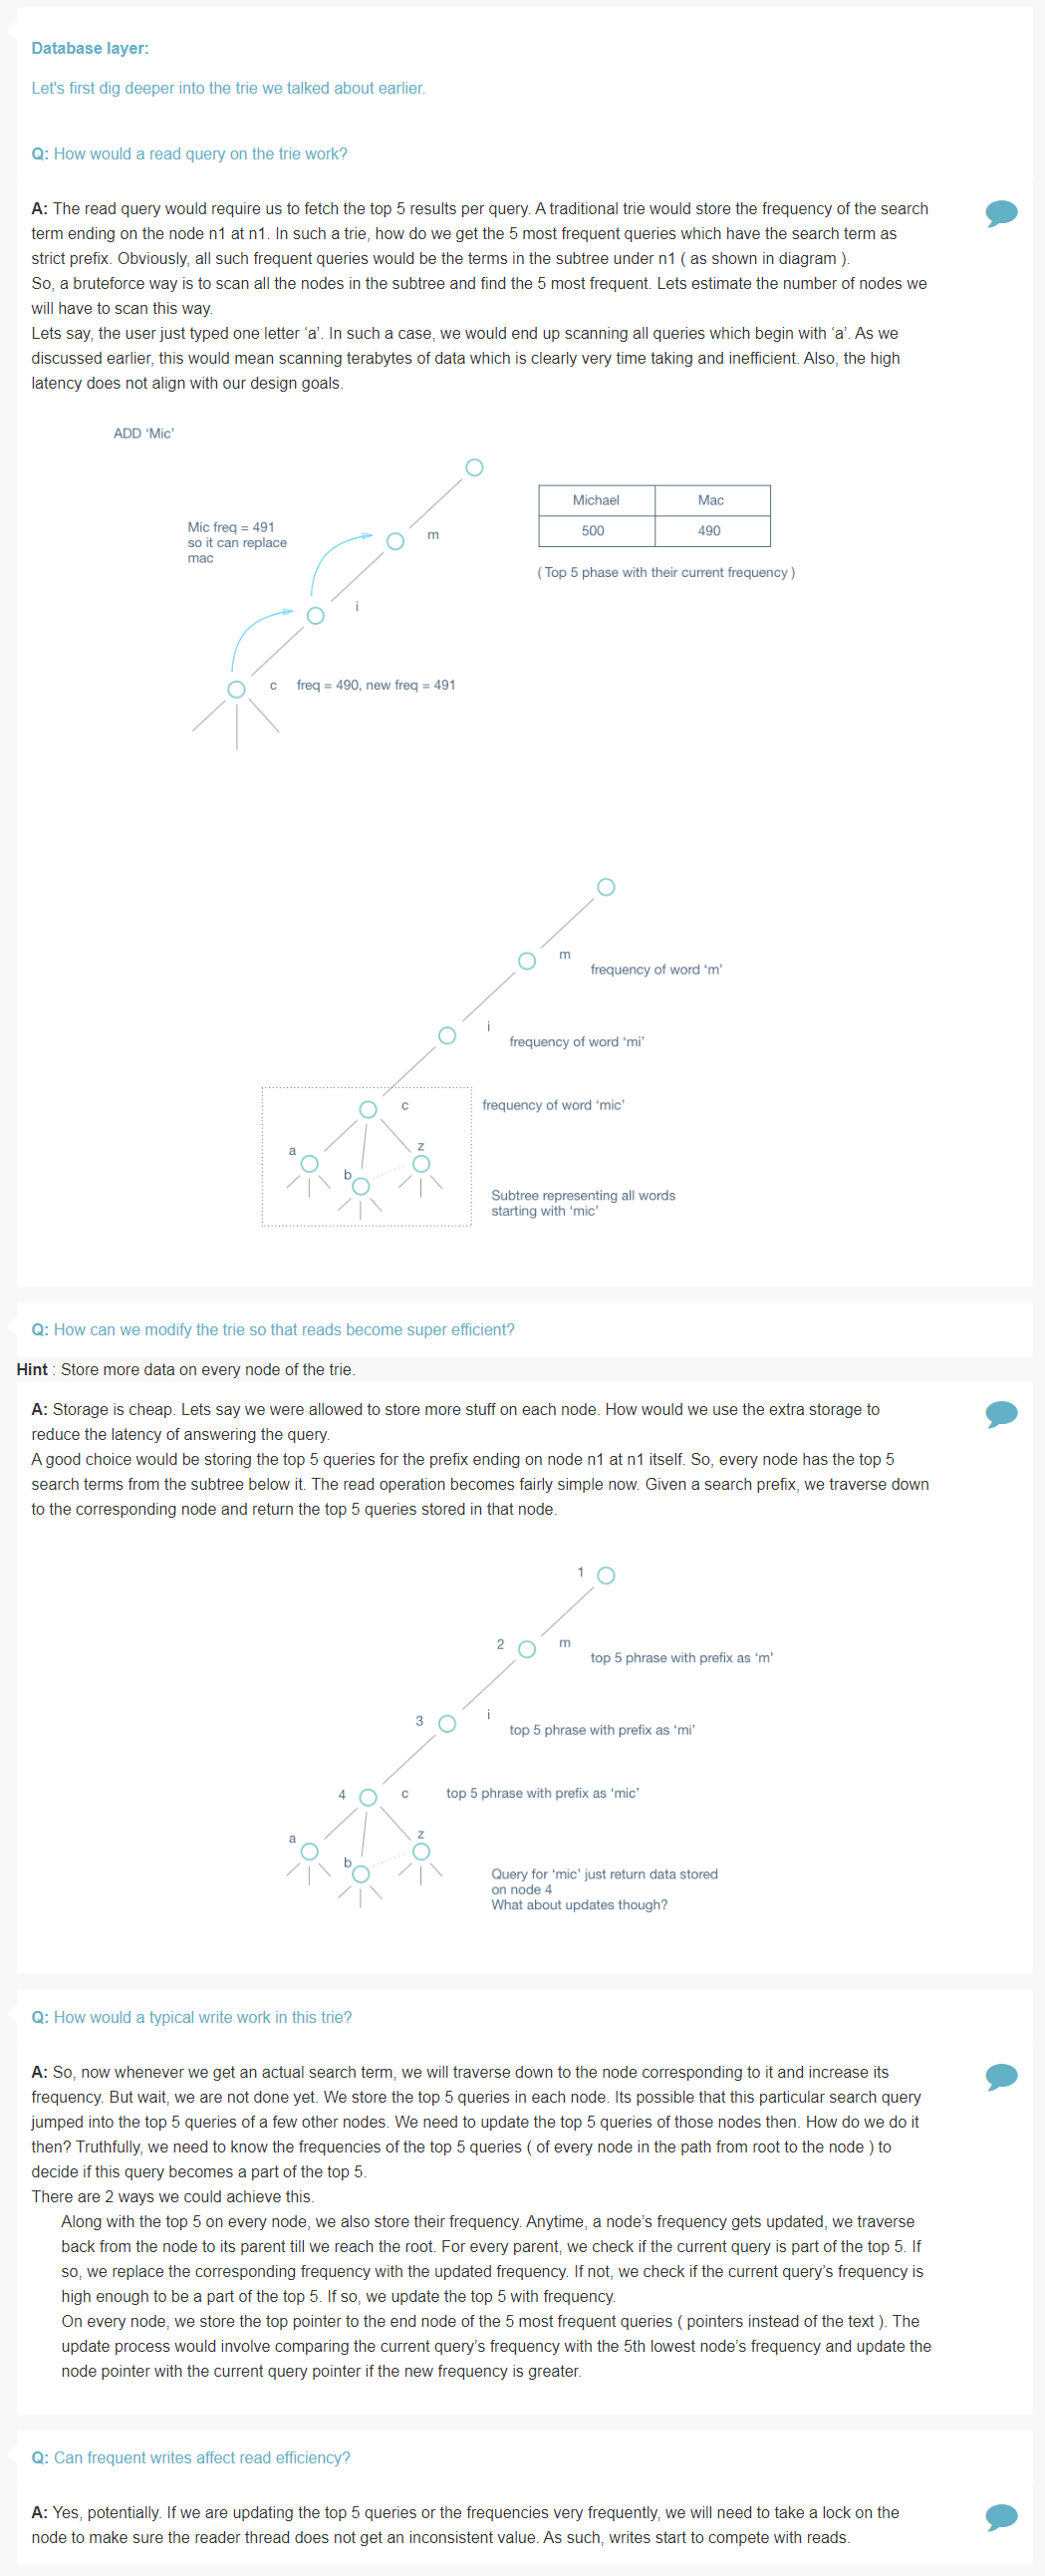 Database layer:
Let's first dig deeper into the trie we talked about earlier.
Q: How would a read query on the trie work?
A: The read query would require us to fetch the top 5 results per query. A traditional trie would store the frequency of the search
term ending on the node n1 at n1. In such a trie, how do we get the 5 most frequent queries which have the search term as
strict prefix. Obviously, all such frequent queries would be the terms in the subtree under n1 ( as shown in diagram ).
So, a bruteforce way is to scan all the nodes in the subtree and find the 5 most frequent. Lets estimate the number of nodes we
will have to scan this way.
Lets say, the user just typed one letter ‘a’. In such a case, we would end up scanning all queries which begin with ‘a’. As we
discussed earlier, this would mean scanning terabytes of data which is clearly very time taking and inefficient. Also, the high
latency does not align with our design goals.
ADD ‘Mic’
Michael Mac
500 490
( Top 5 phase with their current frequency )
Mic freq = 491
so it can replace
mac
m
i
c freq = 490, new freq = 491
m
frequency of word ‘m’
i
frequency of word ‘mi’
c frequency of word ‘mic’
a
z
b
Subtree representing all words
starting with ‘mic’
Q: How can we modify the trie so that reads become super efficient?
Hint : Store more data on every node of the trie.
A: Storage is cheap. Lets say we were allowed to store more stuff on each node. How would we use the extra storage to
reduce the latency of answering the query.
A good choice would be storing the top 5 queries for the prefix ending on node n1 at n1 itself. So, every node has the top 5
search terms from the subtree below it. The read operation becomes fairly simple now. Given a search prefix, we traverse down
to the corresponding node and return the top 5 queries stored in that node.
1
2 m
top 5 phrase with prefix as ‘m’
3 i
top 5 phrase with prefix as ‘mi’
4 c top 5 phrase with prefix as ‘mic’
a
z
b
Query for ‘mic’ just return data stored
on node 4
What about updates though?
Q: How would a typical write work in this trie?
A: So, now whenever we get an actual search term, we will traverse down to the node corresponding to it and increase its
frequency. But wait, we are not done yet. We store the top 5 queries in each node. Its possible that this particular search query
jumped into the top 5 queries of a few other nodes. We need to update the top 5 queries of those nodes then. How do we do it
then? Truthfully, we need to know the frequencies of the top 5 queries ( of every node in the path from root to the node ) to
decide if this query becomes a part of the top 5.
There are 2 ways we could achieve this.
Along with the top 5 on every node, we also store their frequency. Anytime, a node’s frequency gets updated, we traverse
back from the node to its parent till we reach the root. For every parent, we check if the current query is part of the top 5. If
so, we replace the corresponding frequency with the updated frequency. If not, we check if the current query’s frequency is
high enough to be a part of the top 5. If so, we update the top 5 with frequency.
On every node, we store the top pointer to the end node of the 5 most frequent queries ( pointers instead of the text ). The
update process would involve comparing the current query’s frequency with the 5th lowest node’s frequency and update the
node pointer with the current query pointer if the new frequency is greater.
Q: Can frequent writes affect read efficiency?
A: Yes, potentially. If we are updating the top 5 queries or the frequencies very frequently, we will need to take a lock on the
node to make sure the reader thread does not get an inconsistent value. As such, writes start to compete with reads.